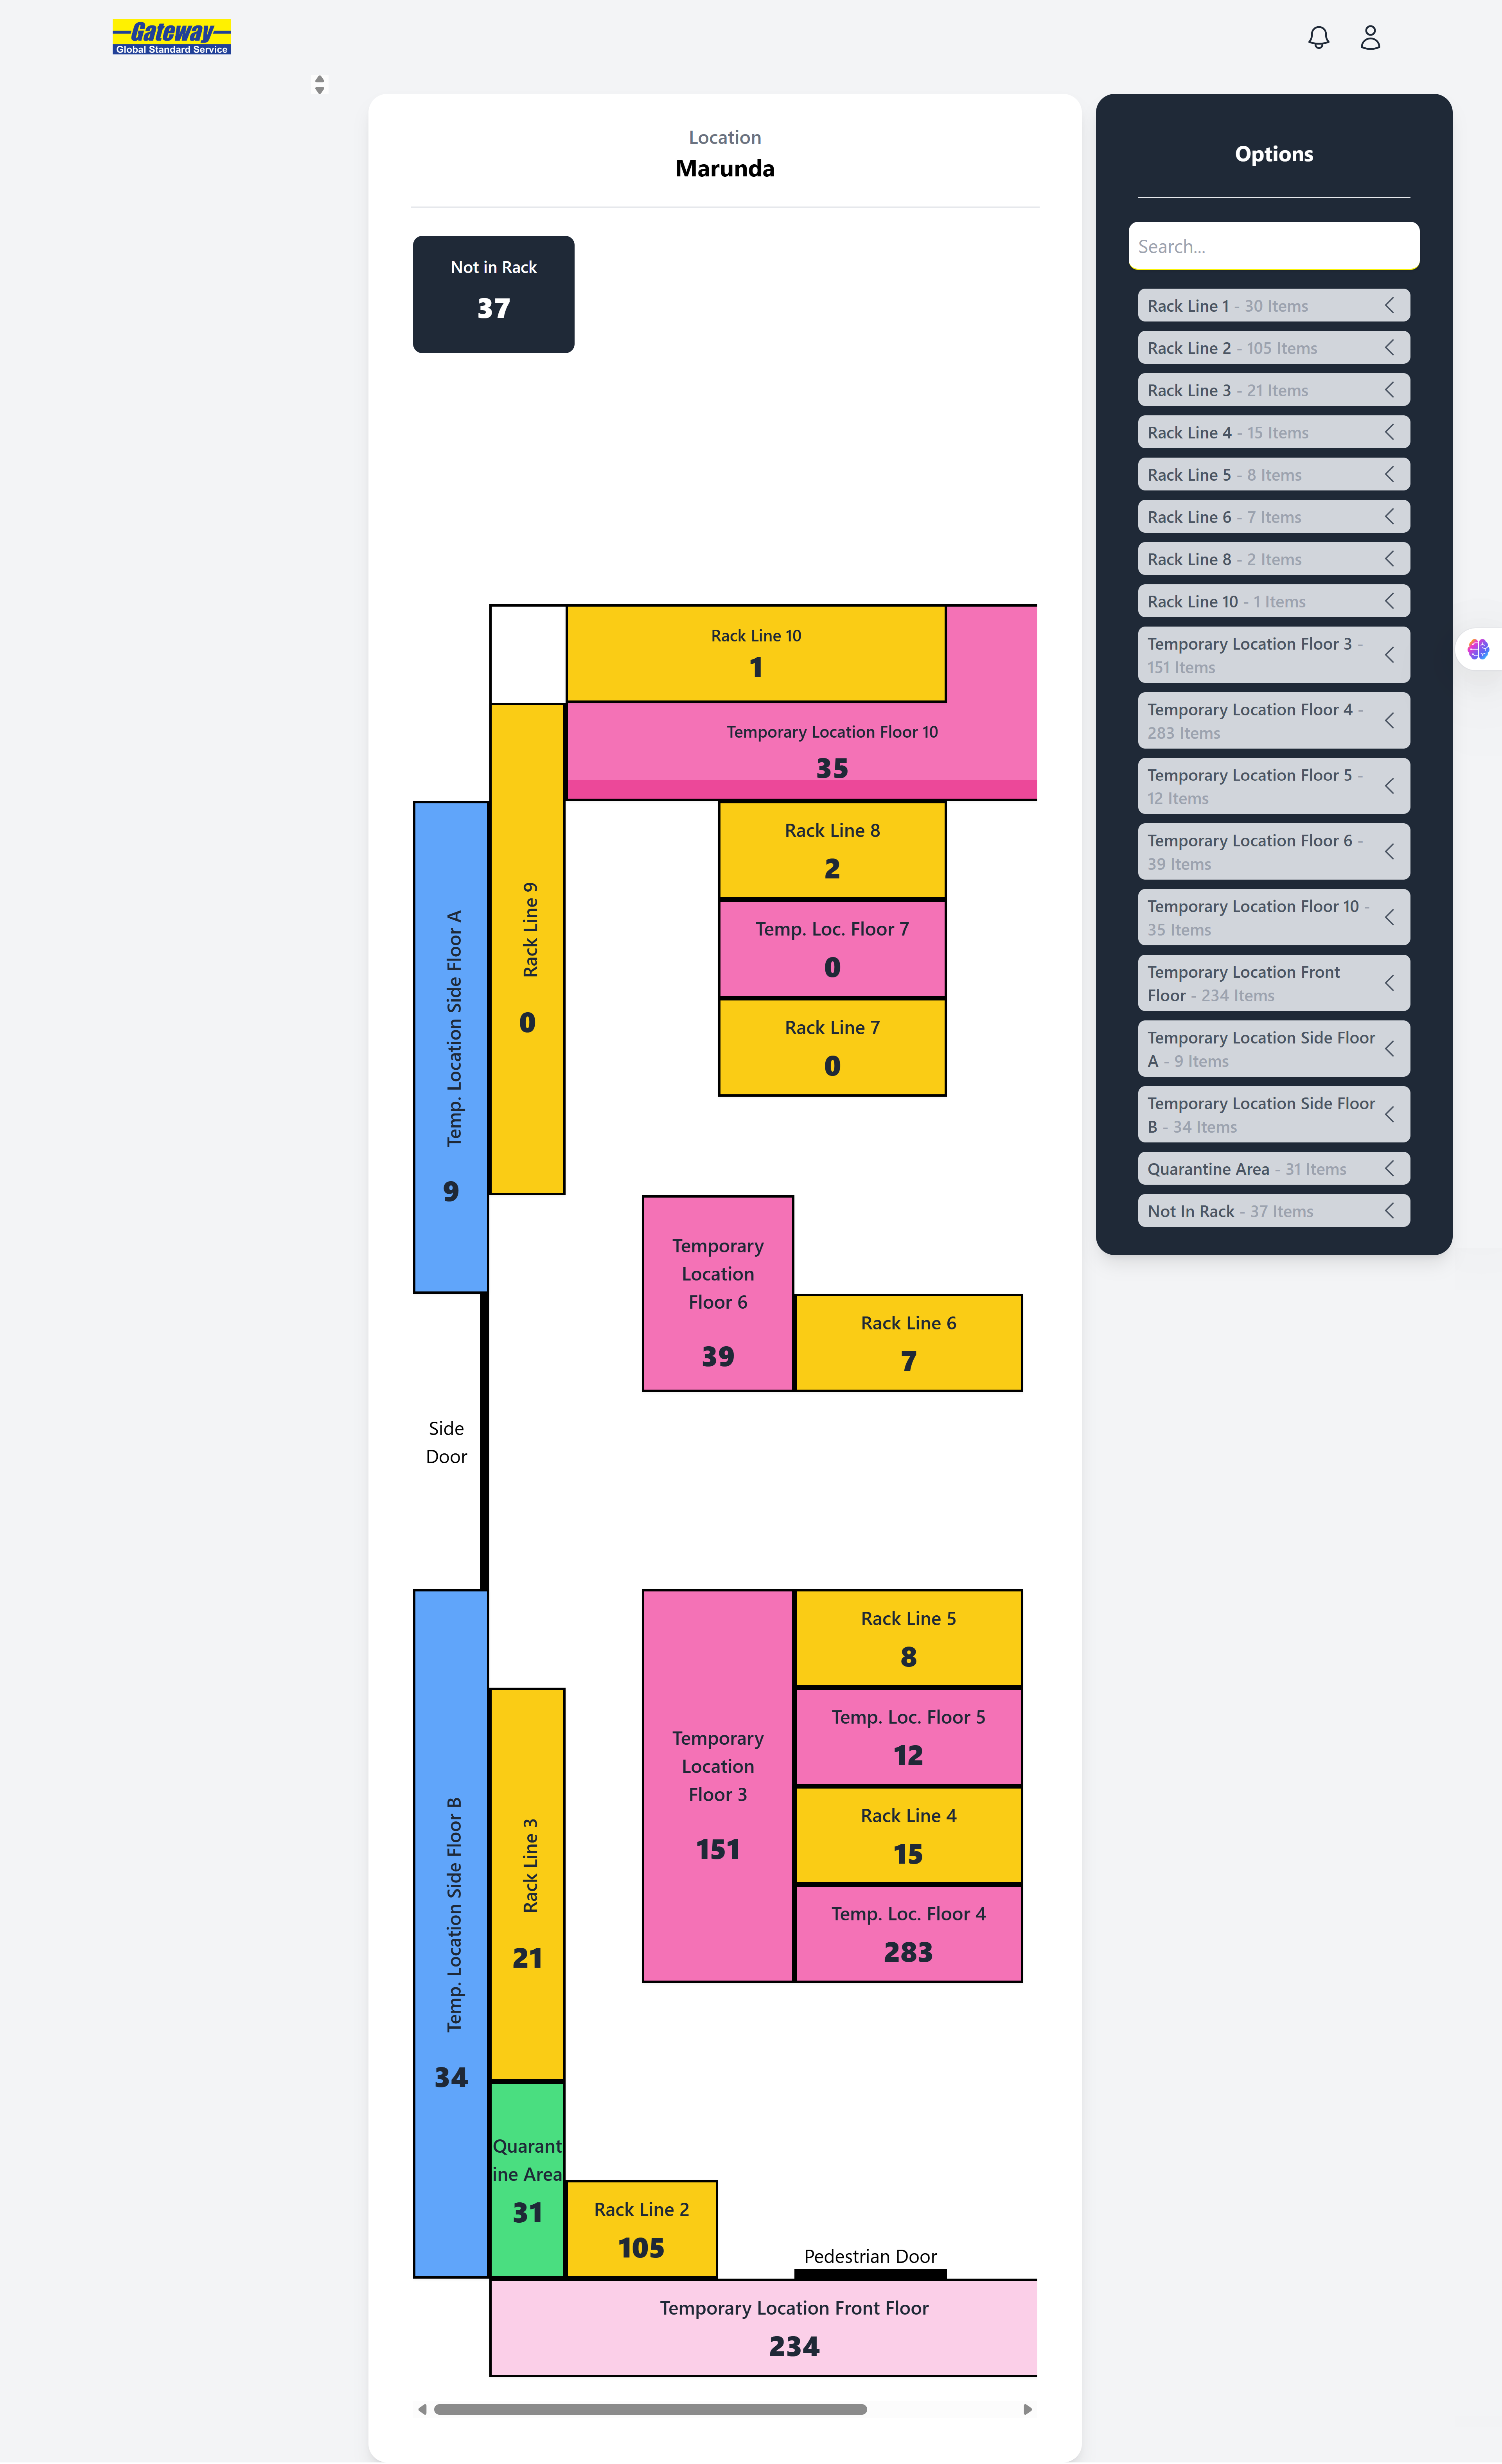 Gateway
Global Standard Service
Location
Marunda
Not in Rack
37
Rack Line 10
1
Temporary Location Floor 10
35
Rack Line 8
2
Temp. Loc. Floor 7
0
Rack Line 7
0
Rack Line 9
0
Temp. Location Side Floor A
9
Temporary
Location
Floor 6
39
Rack Line 6
7
Side
Door
Rack Line 5
8
Temp. Loc. Floor 5
12
Rack Line 4
15
Temp. Loc. Floor 4
283
Temporary
Location
Floor 3
151
Rack Line 3
21
Temp. Location Side Floor B
34
Quarant
ine Area
31
Rack Line 2
105
Pedestrian Door
Temporary Location Front Floor
234
Options
Search...
Rack Line 1 - 30 Items
Rack Line 2 - 105 Items
Rack Line 3 - 21 Items
Rack Line 4 - 15 Items
Rack Line 5 - 8 Items
Rack Line 6 - 7 Items
Rack Line 8 - 2 Items
Rack Line 10 - 1 Items
Temporary Location Floor 3 -
151 Items
Temporary Location Floor 4 -
283 Items
Temporary Location Floor 5 -
12 Items
Temporary Location Floor 6 -
39 Items
Temporary Location Floor 10 -
35 Items
Temporary Location Front
Floor - 234 Items
Temporary Location Side Floor
A - 9 Items
Temporary Location Side Floor
B - 34 Items
Quarantine Area - 31 Items
Not In Rack - 37 Items